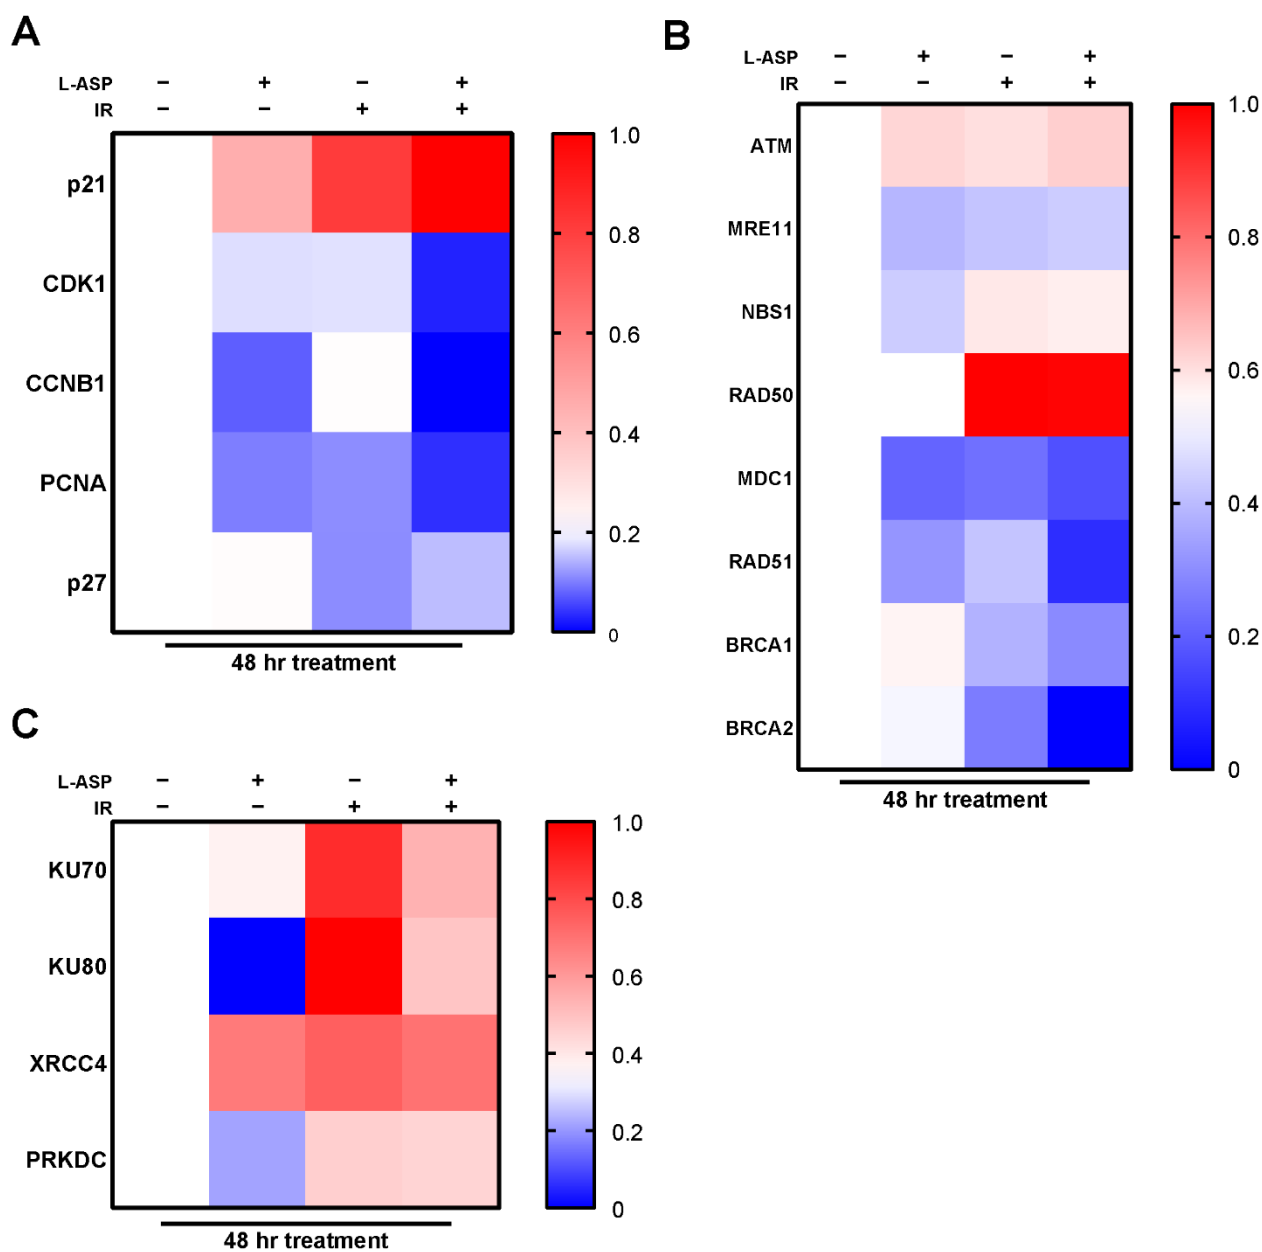 A
L-ASP – + – +
IR – – + +
p21
CDK1
CCNB1
PCNA
p27
1.0
0.8
0.6
0.4
0.2
0
48 hr treatment
B
L-ASP – + – +
IR – – + +
ATM
MRE11
NBS1
RAD50
MDC1
RAD51
BRCA1
BRCA2
1.0
0.8
0.6
0.4
0.2
0
48 hr treatment
C
L-ASP – + – +
IR – – + +
KU70
KU80
XRCC4
PRKDC
1.0
0.8
0.6
0.4
0.2
0
48 hr treatment